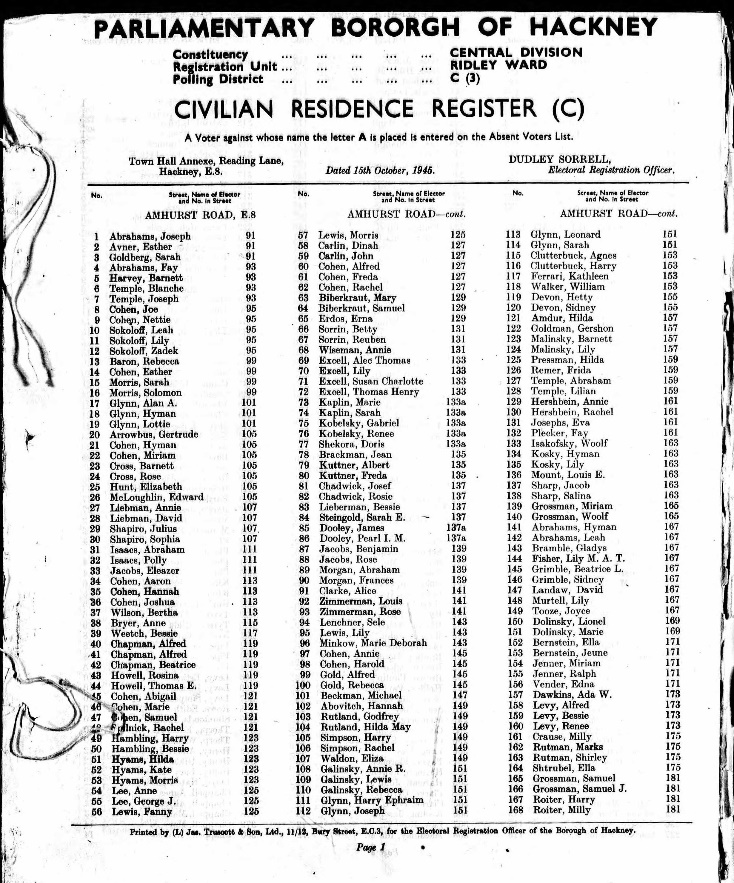 PARLIAMENTARY BORORGH OF HACKNEY
Constituency ... ... ... ... CENTRAL DIVISION
Registration Unit ... ... ... ... RIDLEY WARD
Polling District ... ... ... ... C (3)
CIVILIAN RESIDENCE REGISTER (C)
A Voter against whose name the letter A is placed is entered on the Absent Voters List.
Town Hall Annexe, Reading Lane,
Hackney, E.8.
Dated 15th October, 1945.
DUDLEY SORRELL,
Electoral Registration Officer.
No. Street, Name of Elector
and No. in Street
AMHURST ROAD, E.8
1 Abrahams, Joseph 91
2 Avner, Esther 91
3 Goldberg, Sarah 91
4 Abrahams, Fay 93
5 Harvey, Barnett 93
6 Temple, Blanche 93
7 Temple, Joseph 93
8 Cohen, Joe 95
9 Cohen, Nettie 95
10 Sokoloff, Leah 95
11 Sokoloff, Lily 95
12 Sokoloff, Zadek 95
13 Baron, Rebecca 99
14 Cohen, Esther 99
15 Morris, Sarah 99
16 Morris, Solomon 99
17 Glynn, Alan A. 101
18 Glynn, Hyman 101
19 Glynn, Lottie 101
20 Arrowbus, Gertrude 105
21 Cohen, Hyman 105
22 Cohen, Miriam 105
23 Cross, Barnett 105
24 Cross, Rose 105
25 Hunt, Elizabeth 105
26 McLoughlin, Edward 105
27 Liebman, Annie 107
28 Liebman, David 107
29 Shapiro, Julius 107
30 Shapiro, Sophia 107
31 Isaacs, Abraham 111
32 Isaacs, Polly 111
33 Jacobs, Eleazer 111
34 Cohen, Aaron 113
35 Cohen, Hannah 113
36 Cohen, Joshua 113
37 Wilson, Bertha 113
38 Bryer, Anne 115
39 Weetch, Bessie 117
40 Chapman, Alfred 119
41 Chapman, Alfred 119
42 Chapman, Beatrice 119
43 Howell, Rosina 119
44 Howell, Thomas E. 119
45 Cohen, Abigail 121
46 Cohen, Marie 121
47 Cohen, Samuel 121
Rachel 121
49 Hambling, Harry 123
50 Hambling, Bessie 123
51 Hyams, Hilda 123
52 Hyams, Kate 123
53 Hyams, Morris 123
54 Lee, Anne 125
55 Lee, George J. 125
56 Lewis, Fanny 125
No. Street, Name of Elector
and No. in Street
AMHURST ROAD—cont.
57 Lewis, Morris 125
58 Carlin, Dinah 127
59 Carlin, John 127
60 Cohen, Alfred 127
61 Cohen, Freda 127
62 Cohen, Rachel 127
63 Biberkraut, Mary 129
64 Biberkraut, Samuel 129
65 Erdos, Erna 129
66 Sorrin, Betty 131
67 Sorrin, Reuben 131
68 Wiseman, Annie 131
69 Excell, Alec Thomas 133
70 Excell, Lily 133
71 Excell, Susan Charlotte 133
72 Excell, Thomas Henry 133
73 Kaplin, Marie 133a
74 Kaplin, Sarah 133a
75 Kobelsky, Gabriel 133a
76 Kobelsky, Renee 133a
77 Shekora, Doris 133a
78 Brackman, Jean 135
79 Kuttner, Albert 135
80 Kuttner, Freda 135
81 Chadwick, Josef 137
82 Chadwick, Rosie 137
83 Lieberman, Bessie 137
84 Steingold, Sarah E. 137
85 Dooley, James 137a
86 Dooley, Pearl I. M. 137a
87 Jacobs, Benjamin 139
88 Jacobs, Rose 139
89 Morgan, Abraham 139
90 Morgan, Frances 139
91 Clarke, Alice 141
92 Zimmerman, Louis 141
93 Zimmerman, Rose 141
94 Lenchner, Sele 143
95 Lewis, Lily 143
96 Minkow, Marie Deborah 143
97 Cohen, Annie 145
98 Cohen, Harold 145
99 Gold, Alfred 145
100 Gold, Rebecca 145
101 Beckman, Michael 147
102 Abovitch, Hannah 149
103 Rutland, Godfrey 149
104 Rutland, Hilda May 149
105 Simpson, Harry 149
106 Simpson, Rachel 149
107 Waldon, Eliza 149
108 Galinsky, Annie R. 151
109 Galinsky, Lewis 151
110 Galinsky, Rebecca 151
111 Glynn, Harry Ephraim 151
112 Glynn, Joseph 151
No. Street, Name of Elector
and No. in Street
AMHURST ROAD—cont.
113 Glynn, Leonard 151
114 Glynn, Sarah 151
115 Clutterbuck, Agnes 153
116 Clutterbuck, Harry 153
117 Ferrari, Kathleen 153
118 Walker, William 153
119 Devon, Hetty 155
120 Devon, Sidney 155
121 Amdur, Hilda 157
122 Goldman, Gershon 157
123 Malinsky, Barnett 157
124 Malinsky, Lily 157
125 Pressman, Hilda 159
126 Remer, Frida 159
127 Temple, Abraham 159
128 Temple, Lilian 159
129 Hershbein, Annie 161
130 Hershbein, Rachel 161
131 Josephs, Eva 161
132 Plecker, Fay 161
133 Isakofsky, Woolf 163
134 Kosky, Hyman 163
135 Kosky, Lily 163
136 Mount, Louis E. 163
137 Sharp, Jacob 163
138 Sharp, Salina 163
139 Grossman, Miriam 165
140 Grossman, Woolf 165
141 Abrahams, Hyman 167
142 Abrahams, Leah 167
143 Bramble, Gladys 167
144 Fisher, Lily M. A. T. 167
145 Grimble, Beatrice L. 167
146 Grimble, Sidney 167
147 Landaw, David 167
148 Murtell, Lily 167
149 Tooze, Joyce 167
150 Dolinsky, Lionel 169
151 Dolinsky, Marie 169
152 Bernstein, Ella 171
153 Bernstein, Jeune 171
154 Jenner, Miriam 171
155 Jenner, Ralph 171
156 Vender, Edna 171
157 Dawkins, Ada W. 173
158 Levy, Alfred 173
159 Levy, Bessie 173
160 Levy, Renee 173
161 Crause, Milly 175
162 Rutman, Marks 175
163 Rutman, Shirley 175
164 Shtrubel, Ella 175
165 Grossman, Samuel 181
166 Grossman, Samuel J. 181
167 Roiter, Harry 181
168 Roiter, Milly 181
Printed by (L) Jas. Truscott & Son, Ltd., 11/12, Bury Street, E.C.3, for the Electoral Registration Officer of the Borough of Hackney.
Page 1